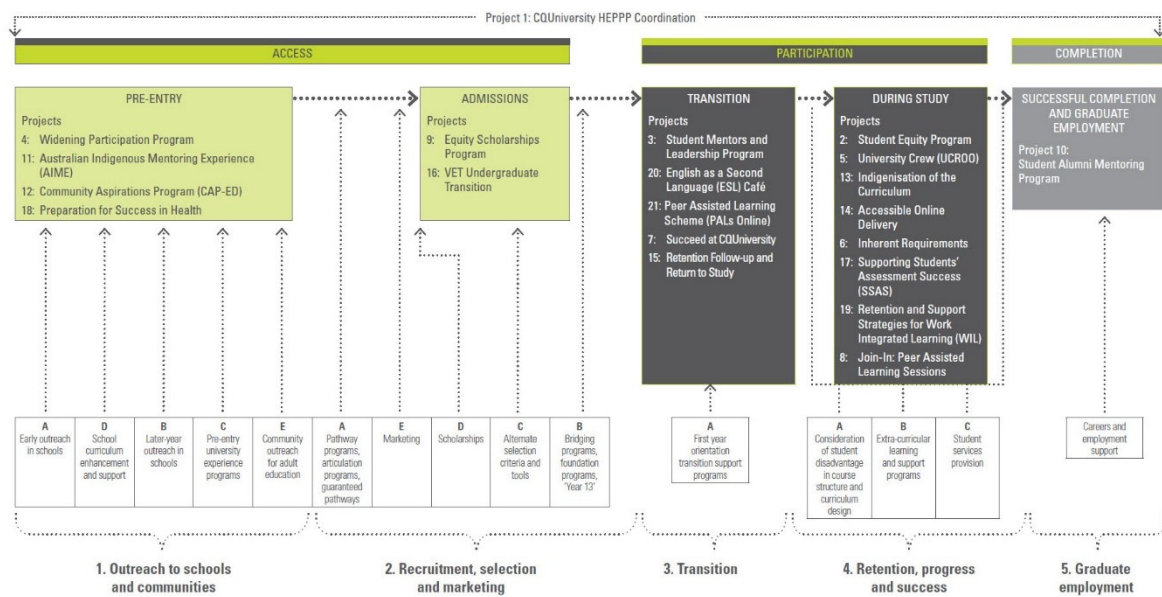 Project 1: CQUniversity HEPPP Coordination
ACCESS
PARTICIPATION
COMPLETION
PRE-ENTRY
Projects
4: Widening Participation Program
11: Australian Indigenous Mentoring Experience
(AIME)
12: Community Aspirations Program (CAP-ED)
18: Preparation for Success in Health
ADMISSIONS
Projects
9: Equity Scholarships
Program
16: VET Undergraduate
Transition
TRANSITION
Projects
3: Student Mentors and
Leadership Program
20: English as a Second
Language (ESL) Café
21: Peer Assisted Learning
Scheme (PALs Online)
7: Succeed at CQUniversity
15: Retention Follow-up and
Return to Study
DURING STUDY
Projects
2: Student Equity Program
5: University Crew (UCROO)
13: Indigenisation of the
Curriculum
14: Accessible Online
Delivery
6: Inherent Requirements
17: Supporting Students'
Assessment Success
(SSAS)
19: Retention and Support
Strategies for Work
Integrated Learning (WIL)
8: Join-In: Peer Assisted
Learning Sessions
SUCCESSFUL COMPLETION
AND GRADUATE
EMPLOYMENT
Project 10:
Student Alumni Mentoring
Program
A
Early outreach
in schools
D
School
curriculum
enhancement
and support
B
Later-year
outreach in
schools
C
Pre-entry
university
experience
programs
E
Community
outreach
for adult
education
A
Pathway
programs,
articulation
programs,
guaranteed
pathways
E
Marketing
D
Scholarships
C
Alternate
selection
criteria and
tools
B
Bridging
programs,
foundation
programs,
'Year 13'
A
First year
orientation
transition support
programs
A
Consideration
of student
disadvantage
in course
structure and
curriculum
design
B
Extra-curricular
learning
and support
programs
C
Student
services
provision
Careers and
employment
support
1. Outreach to schools
and communities
2. Recruitment, selection
and marketing
3. Transition
4. Retention, progress
and success
5. Graduate
employment